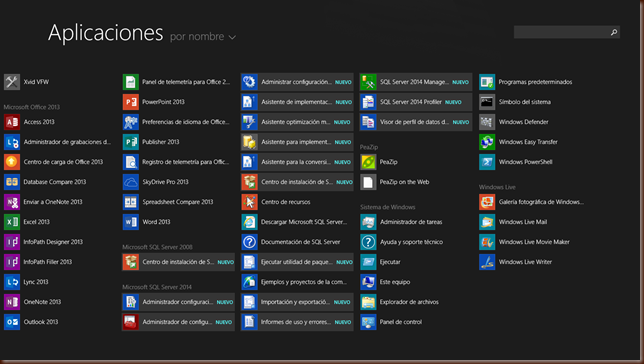 Aplicaciones por nombre
Xvid VFW
Microsoft Office 2013
Access 2013
Administrador de grabaciones d...
Centro de carga de Office 2013
Database Compare 2013
Enviar a OneNote 2013
Excel 2013
InfoPath Designer 2013
InfoPath Filler 2013
Lync 2013
OneNote 2013
Outlook 2013
Panel de telemetría para Office 2...
PowerPoint 2013
Preferencias de idioma de Office...
Publisher 2013
Registro de telemetría para Office...
SkyDrive Pro 2013
Spreadsheet Compare 2013
Word 2013
Microsoft SQL Server 2008
Centro de instalación de S... NUEVO
Microsoft SQL Server 2014
Administrador configuraci... NUEVO
Administrador de configu... NUEVO
Administrar configuración... NUEVO
Asistente de implementac... NUEVO
Asistente optimización m... NUEVO
Asistente para implement... NUEVO
Asistente para la conversi... NUEVO
Centro de instalación de S... NUEVO
Centro de recursos
Descargar Microsoft SQL Server...
Documentación de SQL Server
Ejecutar utilidad de paque... NUEVO
Ejemplos y proyectos de la com...
Importación y exportació... NUEVO
Informes de uso y errores... NUEVO
SQL Server 2014 Manage... NUEVO
SQL Server 2014 Profiler NUEVO
Visor de perfil de datos d... NUEVO
PeaZip
PeaZip
PeaZip on the Web
Sistema de Windows
Administrador de tareas
Ayuda y soporte técnico
Ejecutar
Este equipo
Explorador de archivos
Panel de control
Programas predeterminados
Símbolo del sistema
Windows Defender
Windows Easy Transfer
Windows PowerShell
Windows Live
Galería fotográfica de Windows...
Windows Live Mail
Windows Live Movie Maker
Windows Live Writer